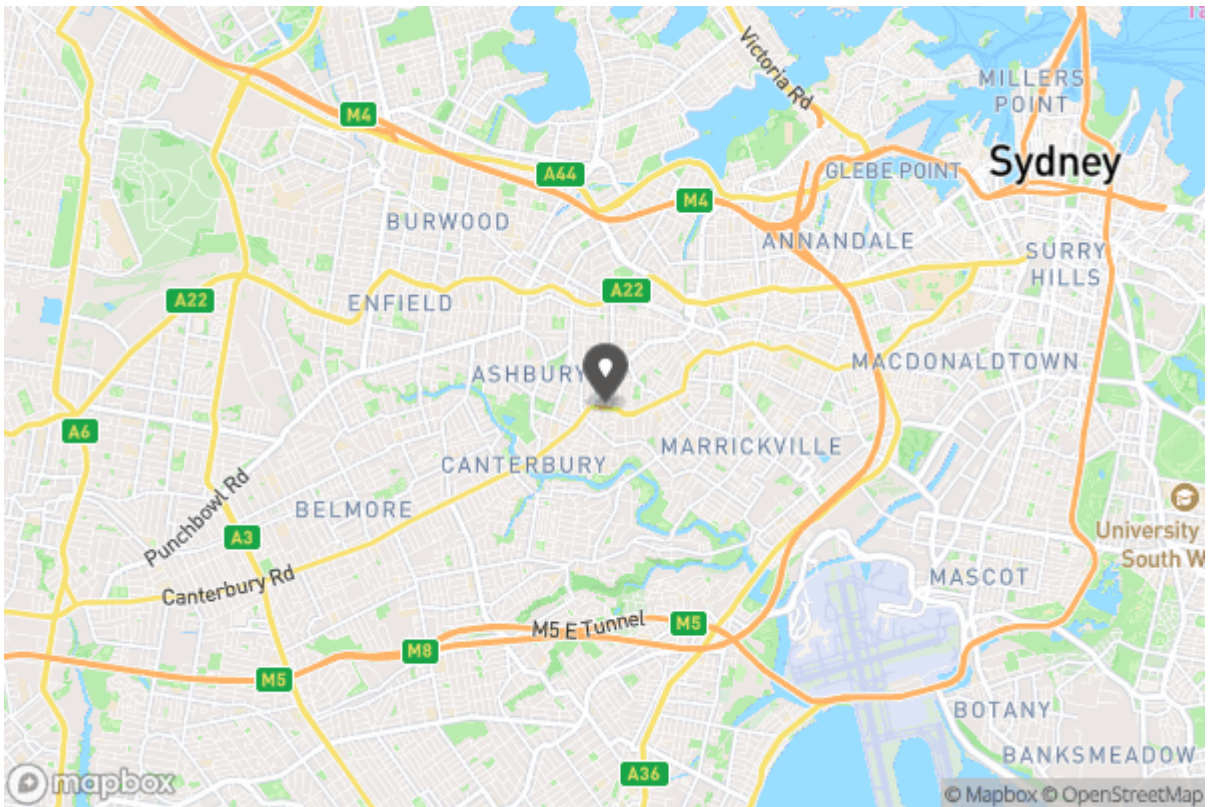 Victoria Rd
MILLERS
POINT
M4
Sydney
A44
GLEBE POINT
M4
BURWOOD
ANNANDALE
SURRY
HILLS
A22
A22
ENFIELD
MACDONALDTOWN
ASHBURY
A6
MARRICKVILLE
CANTERBURY
Punchbowl Rd
BELMORE
University
South W
A3
Canterbury Rd
MASCOT
M5 E Tunnel
M5
M8
M5
BOTANY
BANKSMEADOW
A36
mapbox
© Mapbox © OpenStreetMap